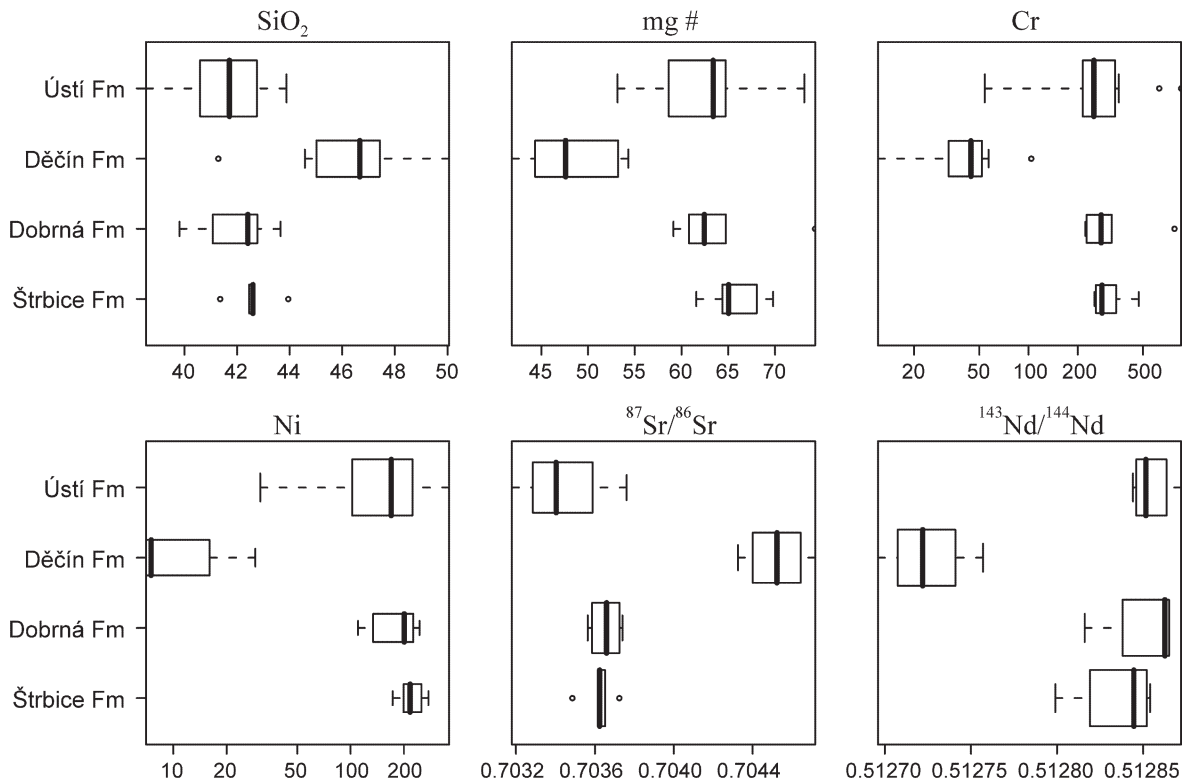 SiO₂ mg # Cr
Ústí Fm
Děčín Fm
Dobrná Fm
Štrbice Fm
40 42 44 46 48 50 45 50 55 60 65 70 20 50 100 200 500
Ni ⁸⁷Sr/⁸⁶Sr ¹⁴³Nd/¹⁴⁴Nd
Ústí Fm
Děčín Fm
Dobrná Fm
Štrbice Fm
10 20 50 100 200 0.7032 0.7036 0.7040 0.7044 0.51270 0.51275 0.51280 0.51285